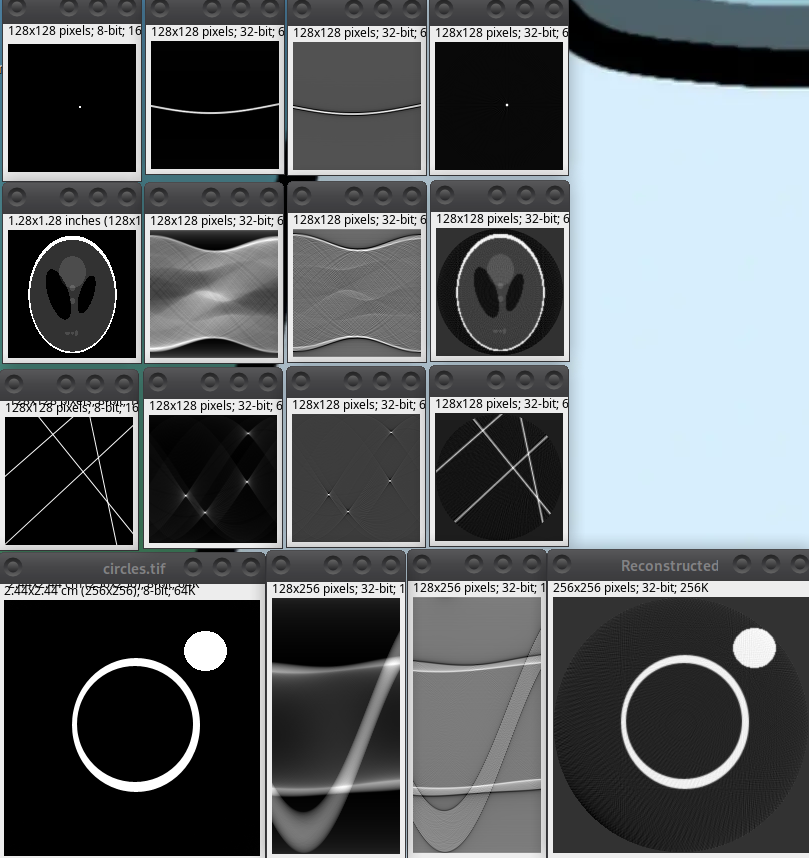 128x128 pixels; 8-bit; 16
128x128 pixels; 32-bit; 6
128x128 pixels; 32-bit; 6
128x128 pixels; 32-bit; 6
1.28x1.28 inches (128x1
128x128 pixels; 32-bit; 6
128x128 pixels; 32-bit; 6
128x128 pixels; 32-bit; 6
128x128 pixels; 8-bit; 16
128x128 pixels; 32-bit; 6
128x128 pixels; 32-bit; 6
128x128 pixels; 32-bit; 6
circles.tif
2.44x2.44 cm (256x256); 8-bit; 64K
128x256 pixels; 32-bit; 1
128x256 pixels; 32-bit; 1
Reconstructed
256x256 pixels; 32-bit; 256K